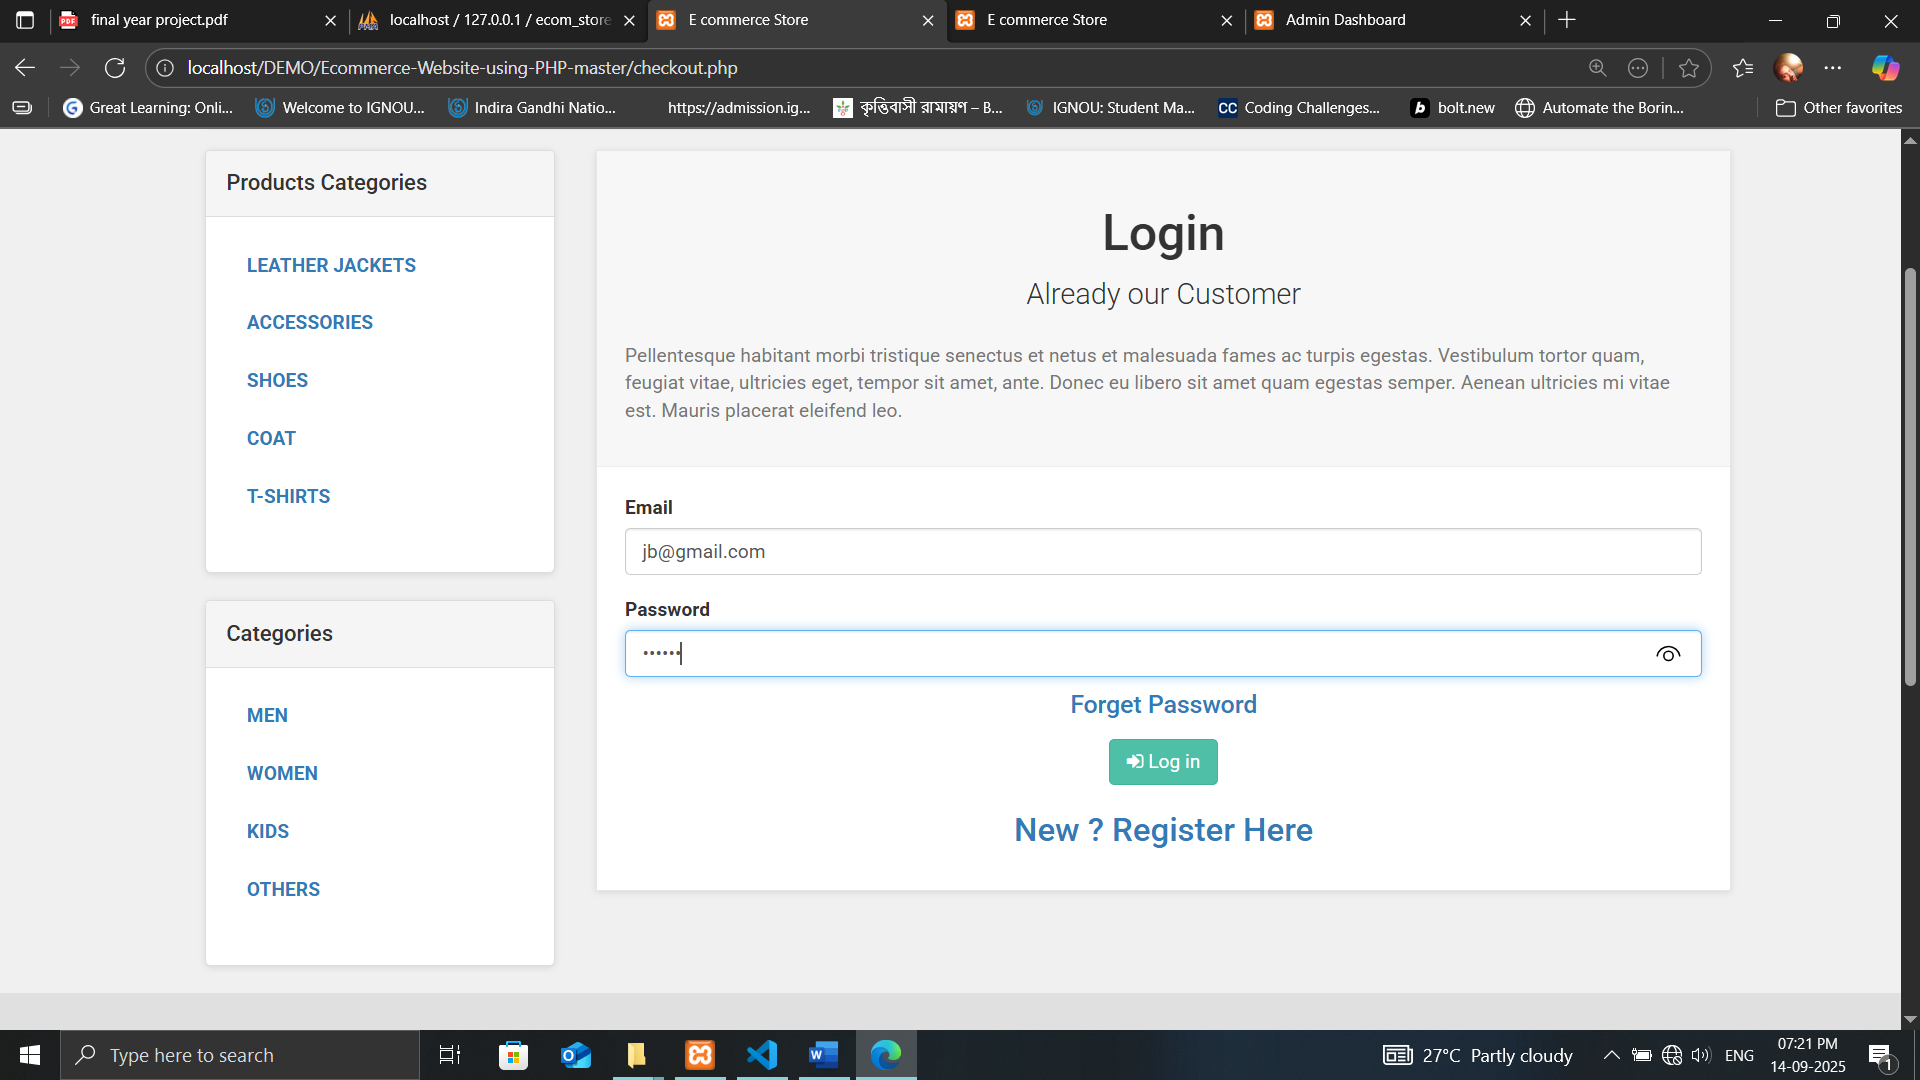 final year project.pdf
localhost / 127.0.0.1 / ecom_store
E commerce Store
E commerce Store
Admin Dashboard
localhost/DEMO/Ecommerce-Website-using-PHP-master/checkout.php
Great Learning: Onli...
Welcome to IGNOU...
Indira Gandhi Natio...
https://admission.ig...
কৃত্তিবাসী রামায়ণ – B...
IGNOU: Student Ma...
CC Coding Challenges...
b bolt.new
Automate the Borin...
Other favorites
Products Categories
LEATHER JACKETS
ACCESSORIES
SHOES
COAT
T-SHIRTS
Categories
MEN
WOMEN
KIDS
OTHERS
Login
Already our Customer
Pellentesque habitant morbi tristique senectus et netus et malesuada fames ac turpis egestas. Vestibulum tortor quam,
feugiat vitae, ultricies eget, tempor sit amet, ante. Donec eu libero sit amet quam egestas semper. Aenean ultricies mi vitae
est. Mauris placerat eleifend leo.
Email
jb@gmail.com
Password
••••••
Forget Password
Log in
New ? Register Here
Type here to search
27°C Partly cloudy
ENG
07:21 PM
14-09-2025
1